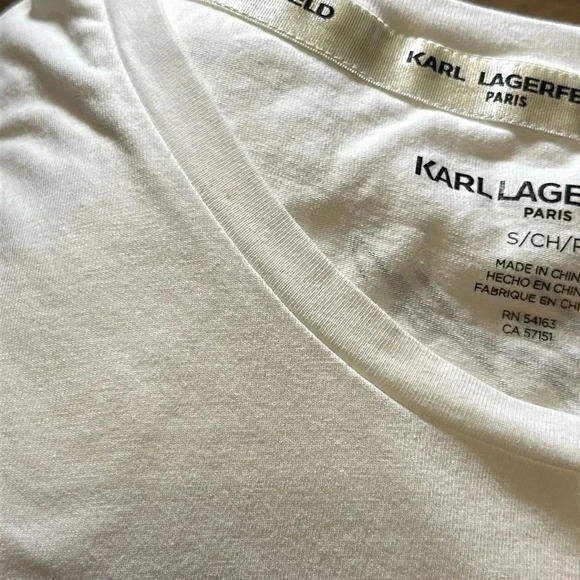 ELD
KARL LAGERFE
PARIS
KARL LAGER
PARIS
S/CH/P
MADE IN CHIN
HECHO EN CHIN
FABRIQUE EN CHI
RN 54163
CA 57151